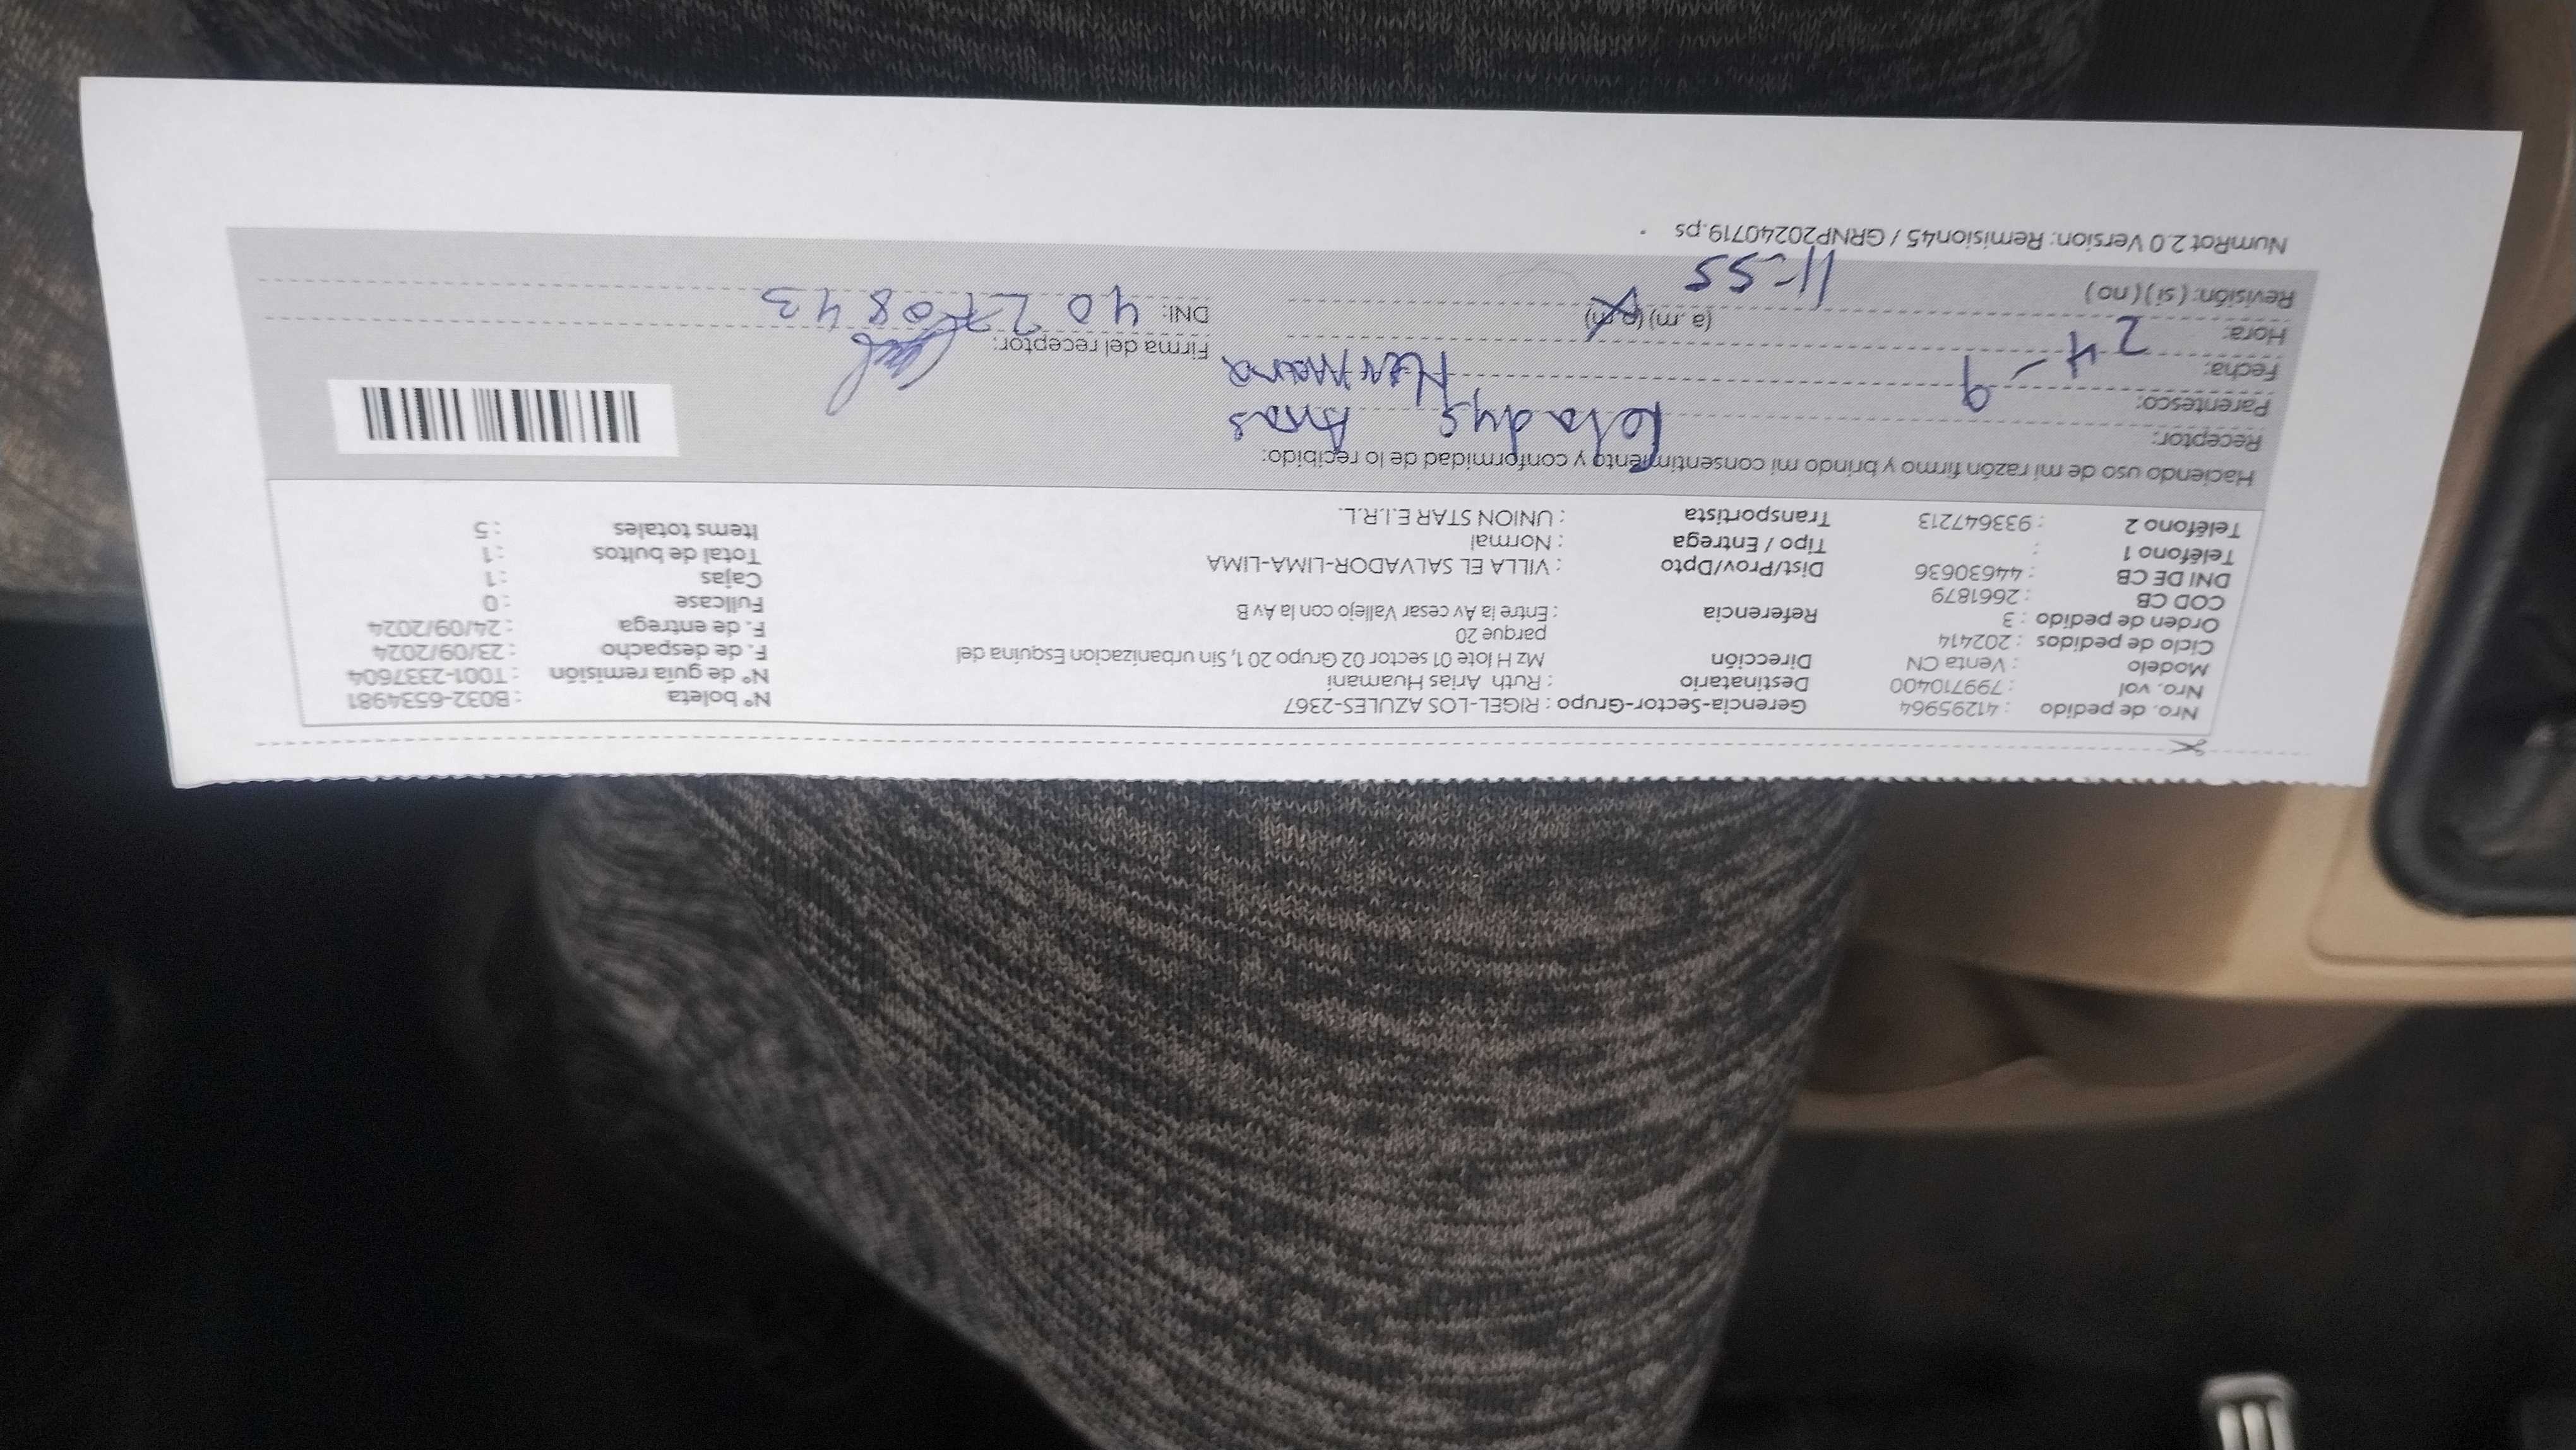 Nro. de pedido : 41295964 Gerencia-Sector-Grupo : RIGEL-LOS AZULES-2367 N° boleta : B032-6534981
Nro. vol : 799710400 Destinatario : Ruth Arias Huamani N° de guía remisión : T001-2337604
Modelo : Venta CN Dirección Mz H lote 01 sector 02 Grupo 20 1, Sin urbanizacion Esquina del F. de despacho : 23/09/2024
Ciclo de pedidos : 202414 parque 20 F. de entrega : 24/09/2024
Orden de pedido : 3 Referencia : Entre la Av cesar Vallejo con la Av B Fullcase : 0
COD CB : 2661879 Cajas : 1
DNI DE CB : 44630636 Dist/Prov/Dpto : VILLA EL SALVADOR-LIMA-LIMA Total de bultos : 1
Teléfono 1 : Tipo / Entrega : Normal Items totales : 5
Teléfono 2 : 933647213 Transportista : UNION STAR E.I.R.L.
Haciendo uso de mi razón firmo y brindo mi consentimiento y conformidad de lo recibido:
Receptor: Gladys Arias
Parentesco: Hermana
Fecha: 24-9 Firma del receptor:
Hora: 11-55 (a.m) (p.m) DNI: 40270843
Revisión: ( sí ) ( no )
NumRot 2.0 Version: Remision45 / GRNP20240719.ps